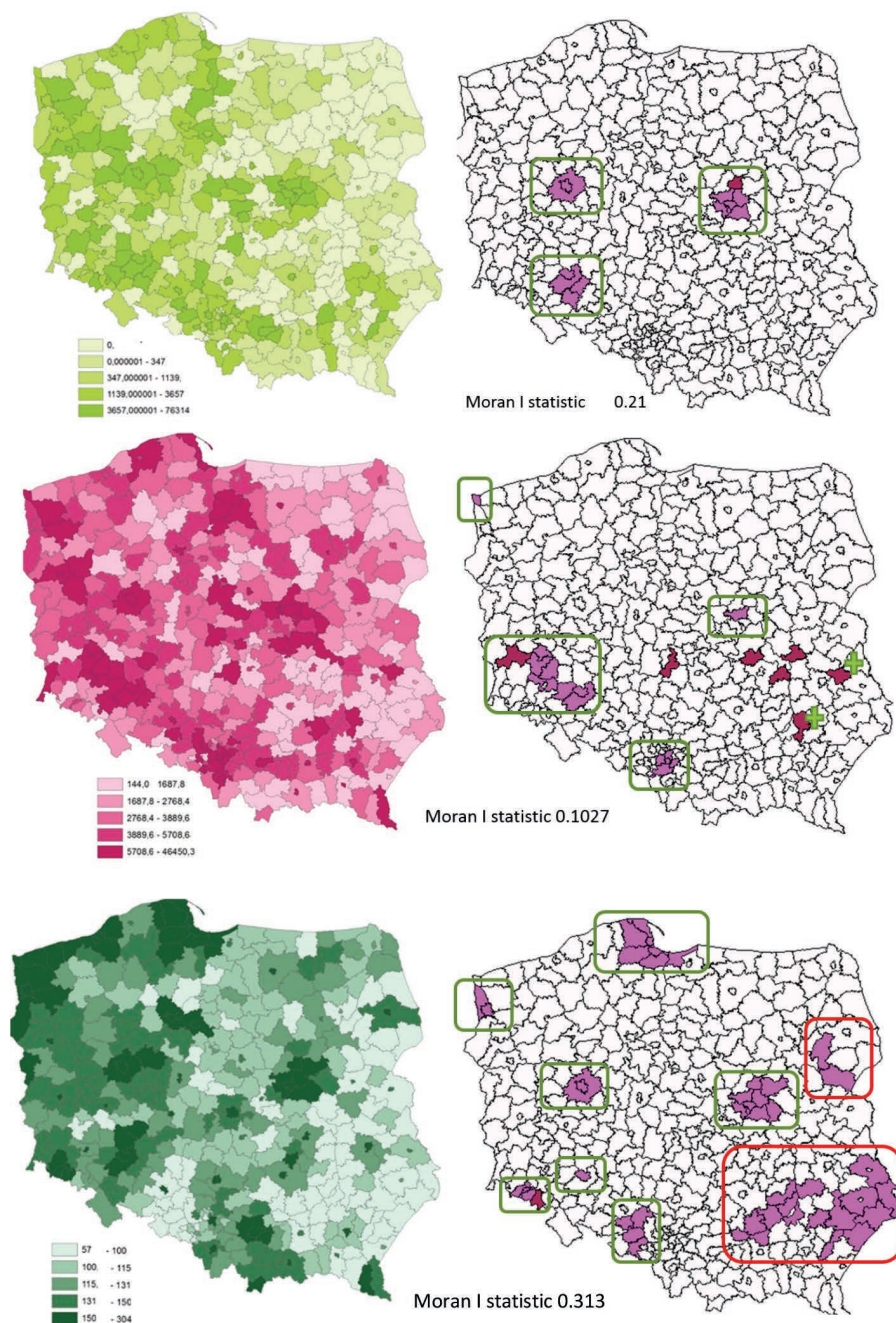 0,
0,000001 - 347
347,000001 - 1139,
1139,000001 - 3657
3657,000001 - 76314
Moran I statistic 0.21
144,0 1687,8
1687,8 - 2768,4
2768,4 - 3889,6
3889,6 - 5708,6
5708,6 - 46450,3
Moran I statistic 0.1027
57 - 100
100, - 115
115, - 131
131 - 150
150 - 304
Moran I statistic 0.313